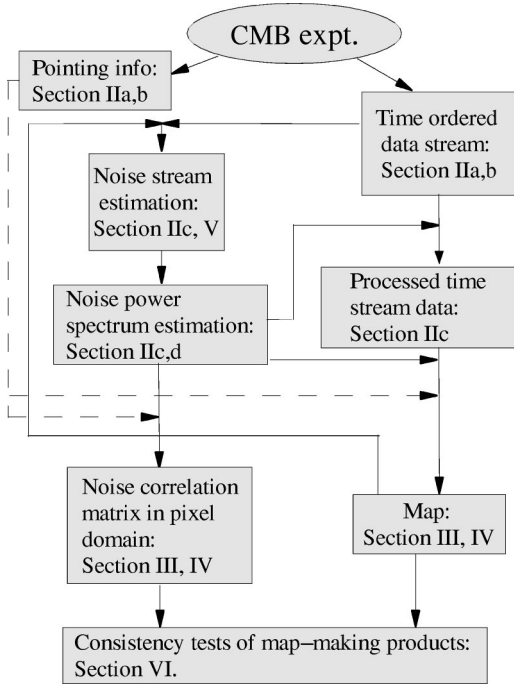 CMB expt.
Pointing info:
Section IIa,b
Time ordered
data stream:
Section IIa,b
Noise stream
estimation:
Section IIc, V
Noise power
spectrum estimation:
Section IIc,d
Processed time
stream data:
Section IIc
Noise correlation
matrix in pixel
domain:
Section III, IV
Map:
Section III, IV
Consistency tests of map−making products:
Section VI.